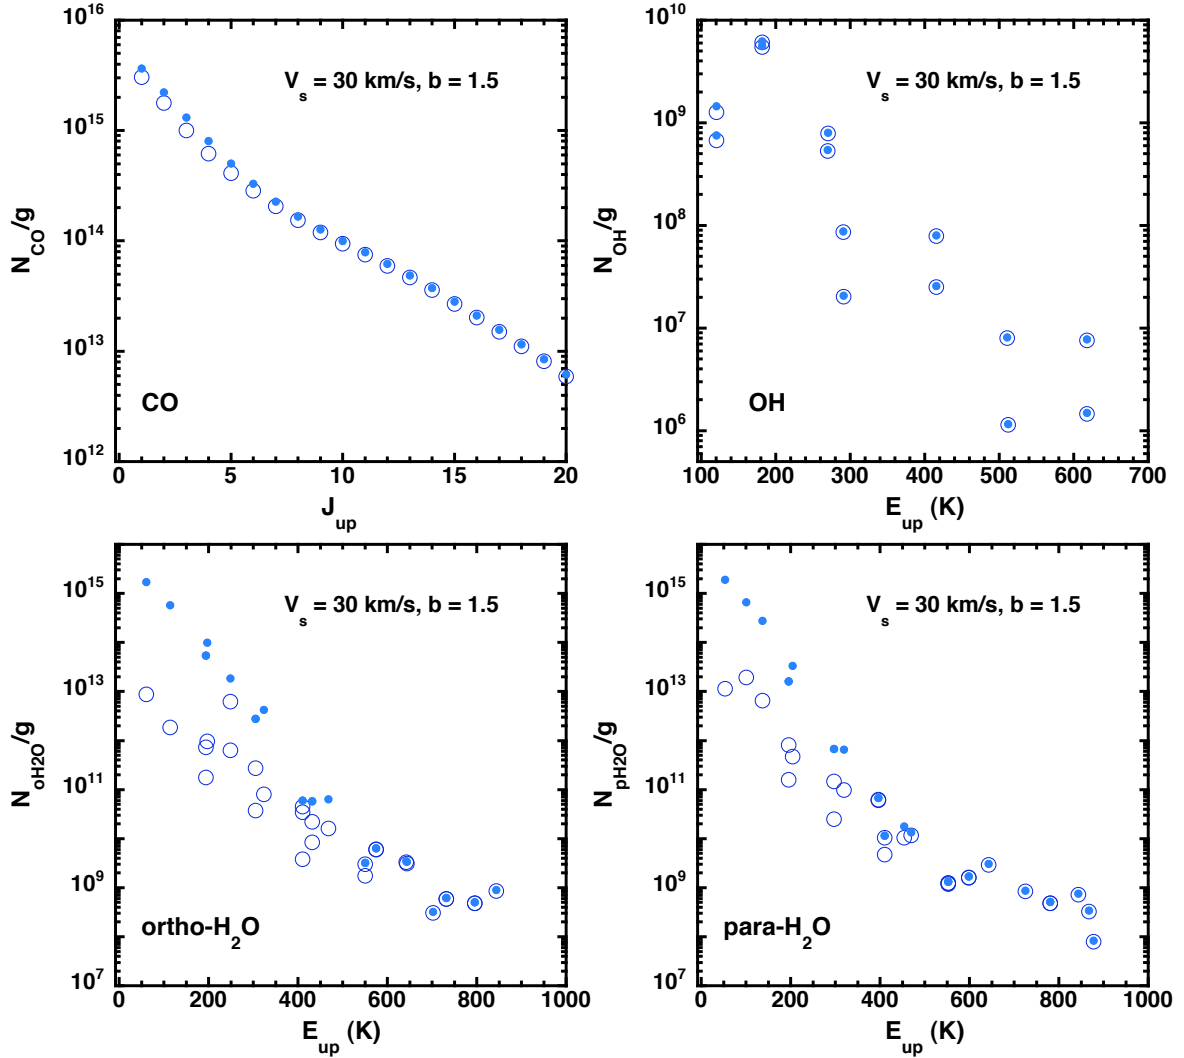 10^16
10^15
10^14
10^13
10^12
N_CO/g
V_s = 30 km/s, b = 1.5
CO
0 5 10 15 20
J_up
10^10
10^9
10^8
10^7
10^6
N_OH/g
V_s = 30 km/s, b = 1.5
OH
100 200 300 400 500 600 700
E_up (K)
10^15
10^13
10^11
10^9
10^7
N_oH2O/g
V_s = 30 km/s, b = 1.5
ortho-H_2O
0 200 400 600 800 1000
E_up (K)
10^15
10^13
10^11
10^9
10^7
N_pH2O/g
V_s = 30 km/s, b = 1.5
para-H_2O
0 200 400 600 800 1000
E_up (K)